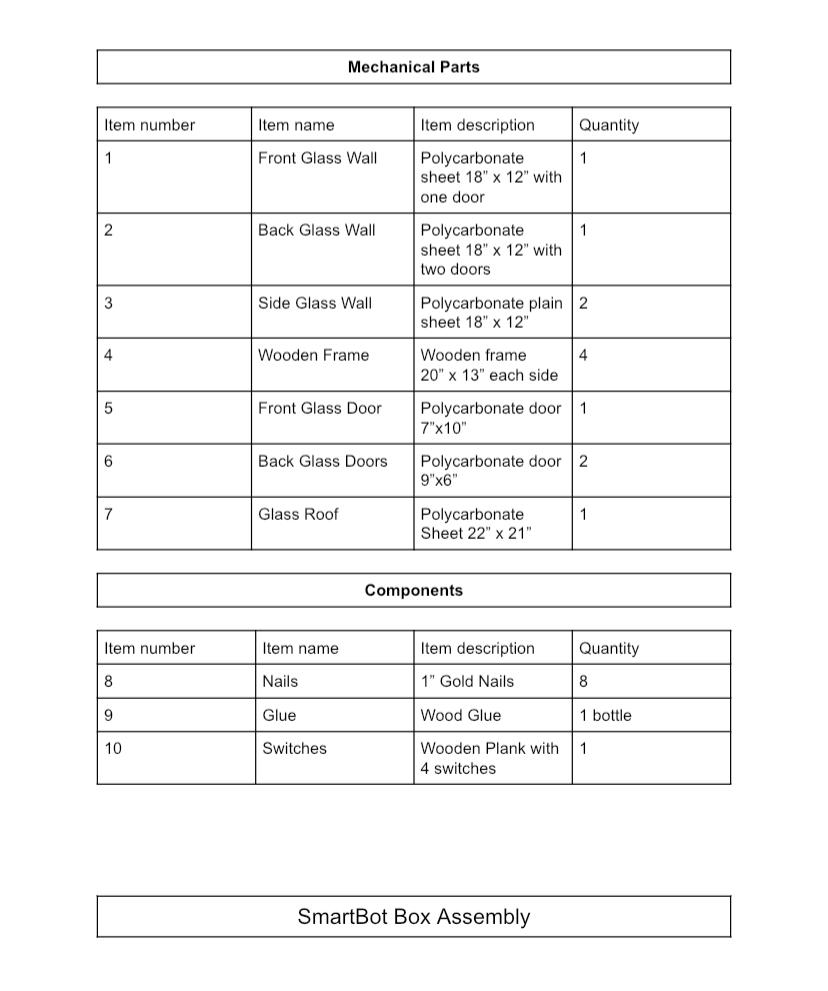 Mechanical Parts
Item number Item name Item description Quantity
1 Front Glass Wall Polycarbonate 1
sheet 18” x 12” with
one door
2 Back Glass Wall Polycarbonate 1
sheet 18” x 12” with
two doors
3 Side Glass Wall Polycarbonate plain 2
sheet 18” x 12”
4 Wooden Frame Wooden frame 4
20” x 13” each side
5 Front Glass Door Polycarbonate door 1
7”x10”
6 Back Glass Doors Polycarbonate door 2
9”x6”
7 Glass Roof Polycarbonate 1
Sheet 22” x 21”
Components
Item number Item name Item description Quantity
8 Nails 1” Gold Nails 8
9 Glue Wood Glue 1 bottle
10 Switches Wooden Plank with 1
4 switches
SmartBot Box Assembly